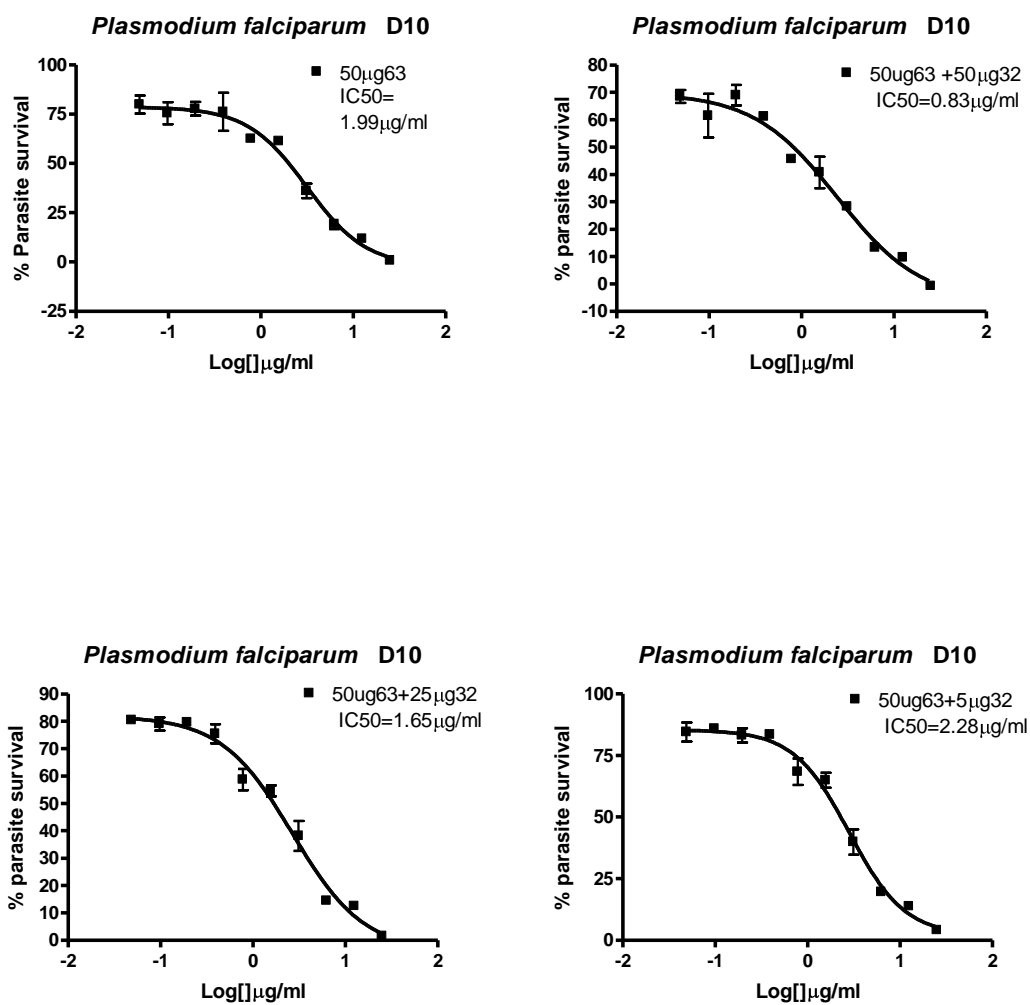 Plasmodium falciparum D10
50μg63
IC50=
1.99μg/ml
% Parasite survival
100
75
50
25
0
-25
-2 -1 0 1 2
Log[]μg/ml
Plasmodium falciparum D10
50ug63 +50μg32
IC50=0.83μg/ml
% parasite survival
80
70
60
50
40
30
20
10
0
-10
-2 -1 0 1 2
Log[]μg/ml
Plasmodium falciparum D10
50ug63+25μg32
IC50=1.65μg/ml
% parasite survival
90
80
70
60
50
40
30
20
10
0
-2 -1 0 1 2
Log[]μg/ml
Plasmodium falciparum D10
50ug63+5μg32
IC50=2.28μg/ml
% parasite survival
100
75
50
25
0
-2 -1 0 1 2
Log[]μg/ml